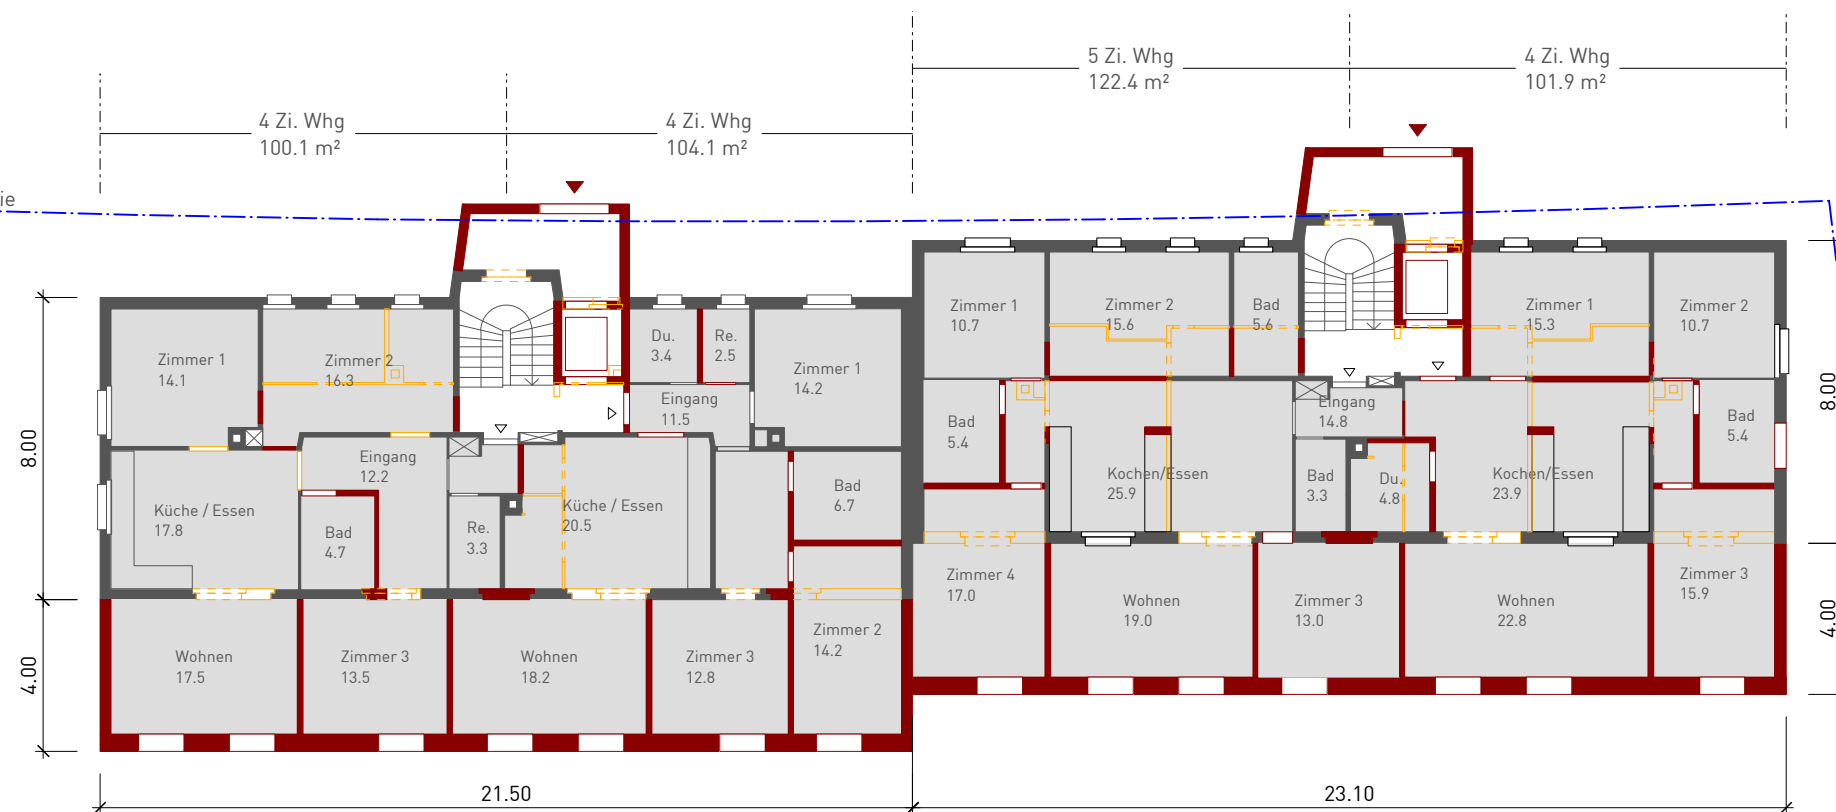 5 Zi. Whg
122.4 m²
4 Zi. Whg
101.9 m²
4 Zi. Whg
100.1 m²
4 Zi. Whg
104.1 m²
ie
Zimmer 1
14.1
Zimmer 2
16.3
Du.
3.4
Re.
2.5
Zimmer 1
14.2
Eingang
11.5
Zimmer 1
10.7
Zimmer 2
15.6
Bad
5.6
Zimmer 1
15.3
Zimmer 2
10.7
Eingang
12.2
Küche / Essen
17.8
Bad
4.7
Re.
3.3
Küche / Essen
20.5
Bad
6.7
Bad
5.4
Kochen/Essen
25.9
Eingang
14.8
Bad
3.3
Du.
4.8
Kochen/Essen
23.9
Bad
5.4
Wohnen
17.5
Zimmer 3
13.5
Wohnen
18.2
Zimmer 3
12.8
Zimmer 2
14.2
Zimmer 4
17.0
Wohnen
19.0
Zimmer 3
13.0
Wohnen
22.8
Zimmer 3
15.9
8.00
4.00
8.00
4.00
21.50
23.10